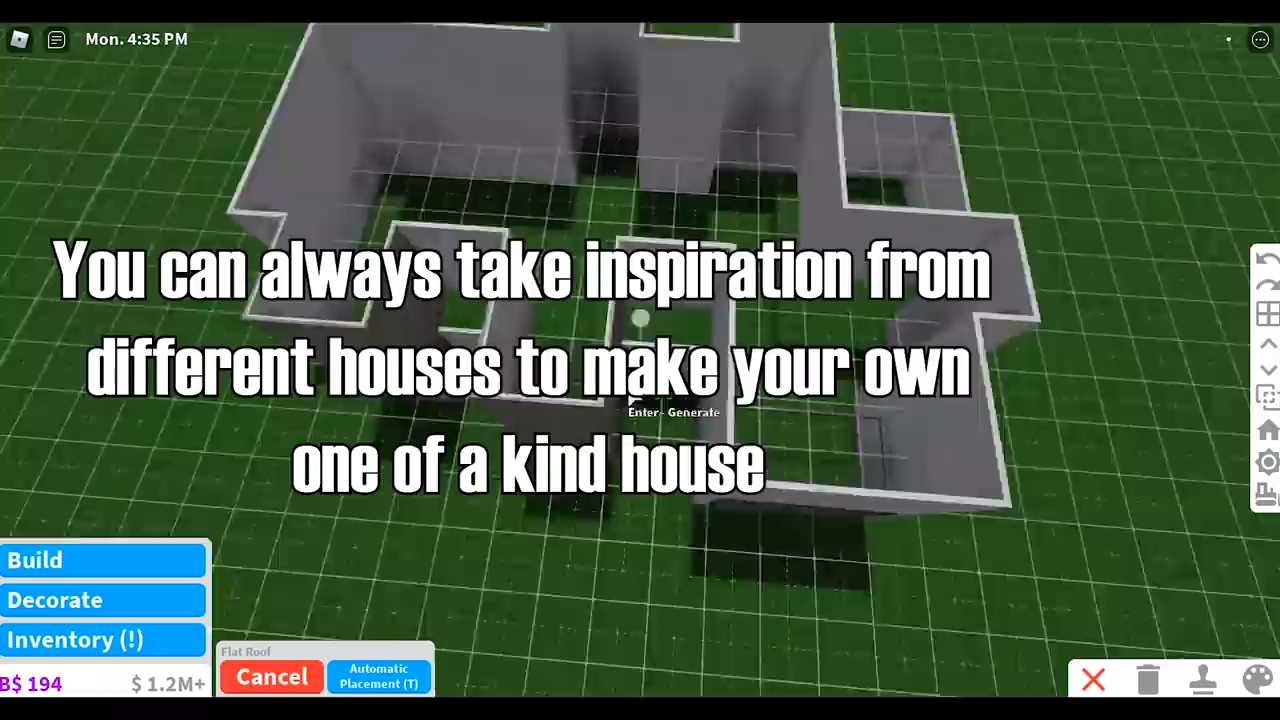 Mon. 4:35 PM
You can always take inspiration from
different houses to make your own
Enter - Generate
one of a kind house
Build
Decorate
Inventory (!)
B$ 194
$ 1.2M+
Flat Roof
Cancel
Automatic
Placement (T)